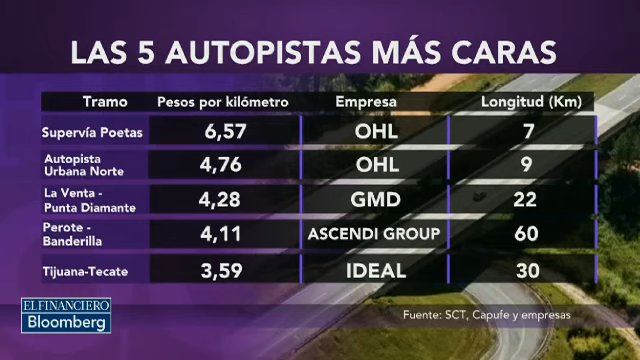 LAS 5 AUTOPISTAS MÁS CARAS
Tramo Pesos por kilómetro Empresa Longitud (Km)
Supervía Poetas 6,57 OHL 7
Autopista
Urbana Norte 4,76 OHL 9
La Venta -
Punta Diamante 4,28 GMD 22
Perote -
Banderilla 4,11 ASCENDI GROUP 60
Tijuana-Tecate 3,59 IDEAL 30
EL FINANCIERO
Bloomberg
Fuente: SCT, Capufe y empresas